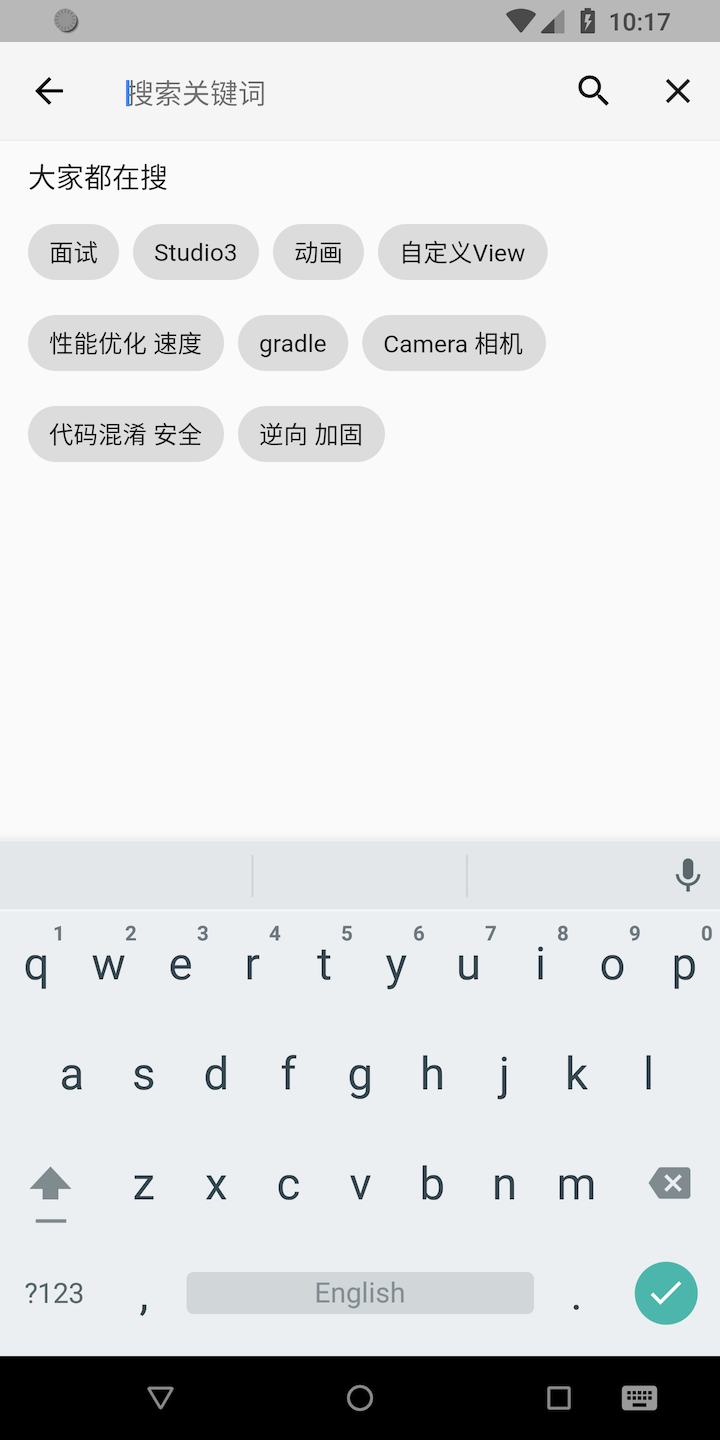 10:17
搜索关键词
大家都在搜
面试 Studio3 动画 自定义View
性能优化 速度 gradle Camera 相机
代码混淆 安全 逆向 加固
1 2 3 4 5 6 7 8 9 0
q w e r t y u i o p
a s d f g h j k l
z x c v b n m
?123 , English .